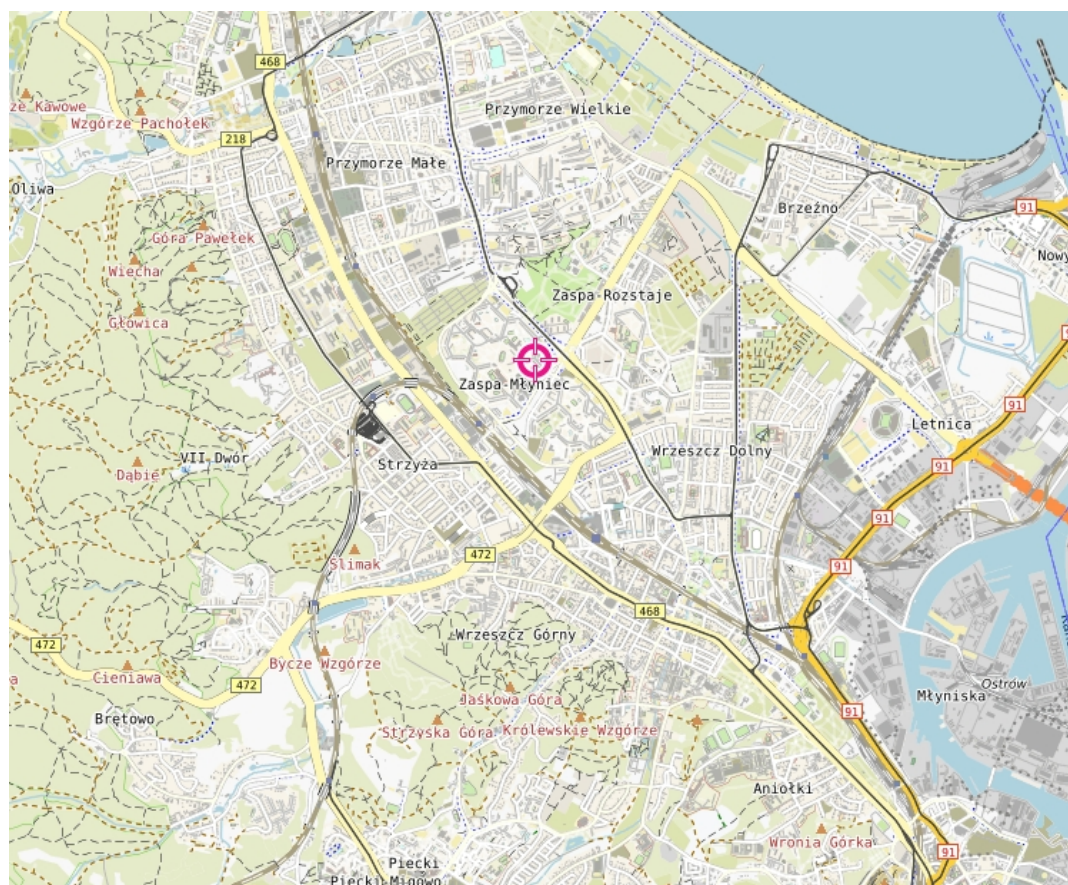 468
Przymorze Wielkie
ze Kawowe
Wzgórze Pachołek
218
Przymorze Małe
Oliwa
Brzeźno
91
Góra Pawełek
Nowy
Wiecha
Zaspa-Rozstaje
Głowica
91
Zaspa-Młyniec
91
Letnica
VII Dwór
Strzyża
Wrzeszcz Dolny
91
Dąbie
91
472
Ślimak
91
468
Wrzeszcz Górny
472
Bycze Wzgórze
Cieniawa
472
Ostrów
Młyniska
Jaśkowa Góra
Brętowo
91
Strzyska Góra
Królewskie Wzgórze
Aniołki
Wronia Górka
91
Piecki
Piecki-Migowo